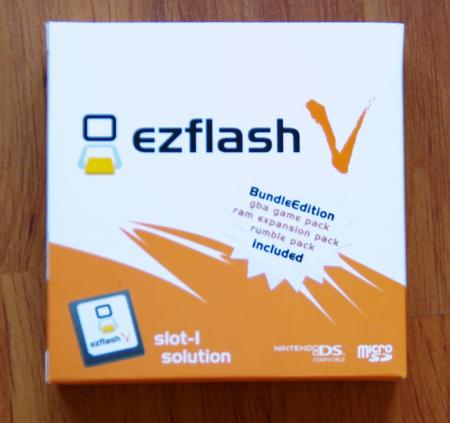 ezflash V
BundleEdition
gba game pack
ram expansion pack
rumble pack
included
ezflash V
slot-I
solution
NINTENDO DS
COMPATIBLE
micro
SD